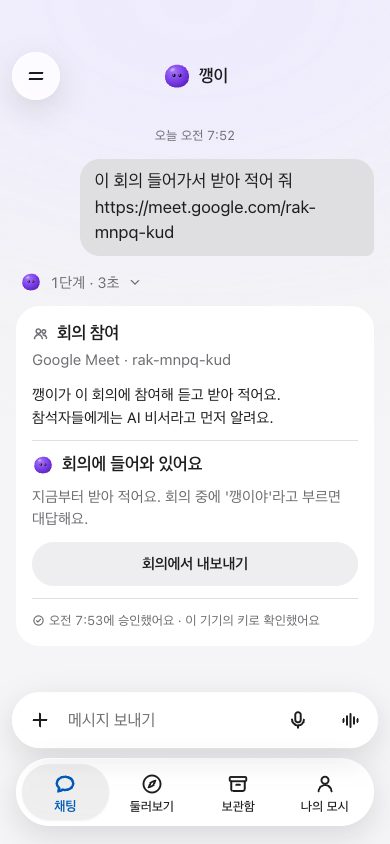 깽이
오늘 오전 7:52
이 회의 들어가서 받아 적어 줘
https://meet.google.com/rak-
mnpq-kud
1단계 · 3초
회의 참여
Google Meet · rak-mnpq-kud
깽이가 이 회의에 참여해 듣고 받아 적어요.
참석자들에게는 AI 비서라고 먼저 알려요.
회의에 들어와 있어요
지금부터 받아 적어요. 회의 중에 '깽이야'라고 부르면
대답해요.
회의에서 내보내기
오전 7:53에 승인했어요 · 이 기기의 키로 확인했어요
메시지 보내기
채팅
둘러보기
보관함
나의 모시